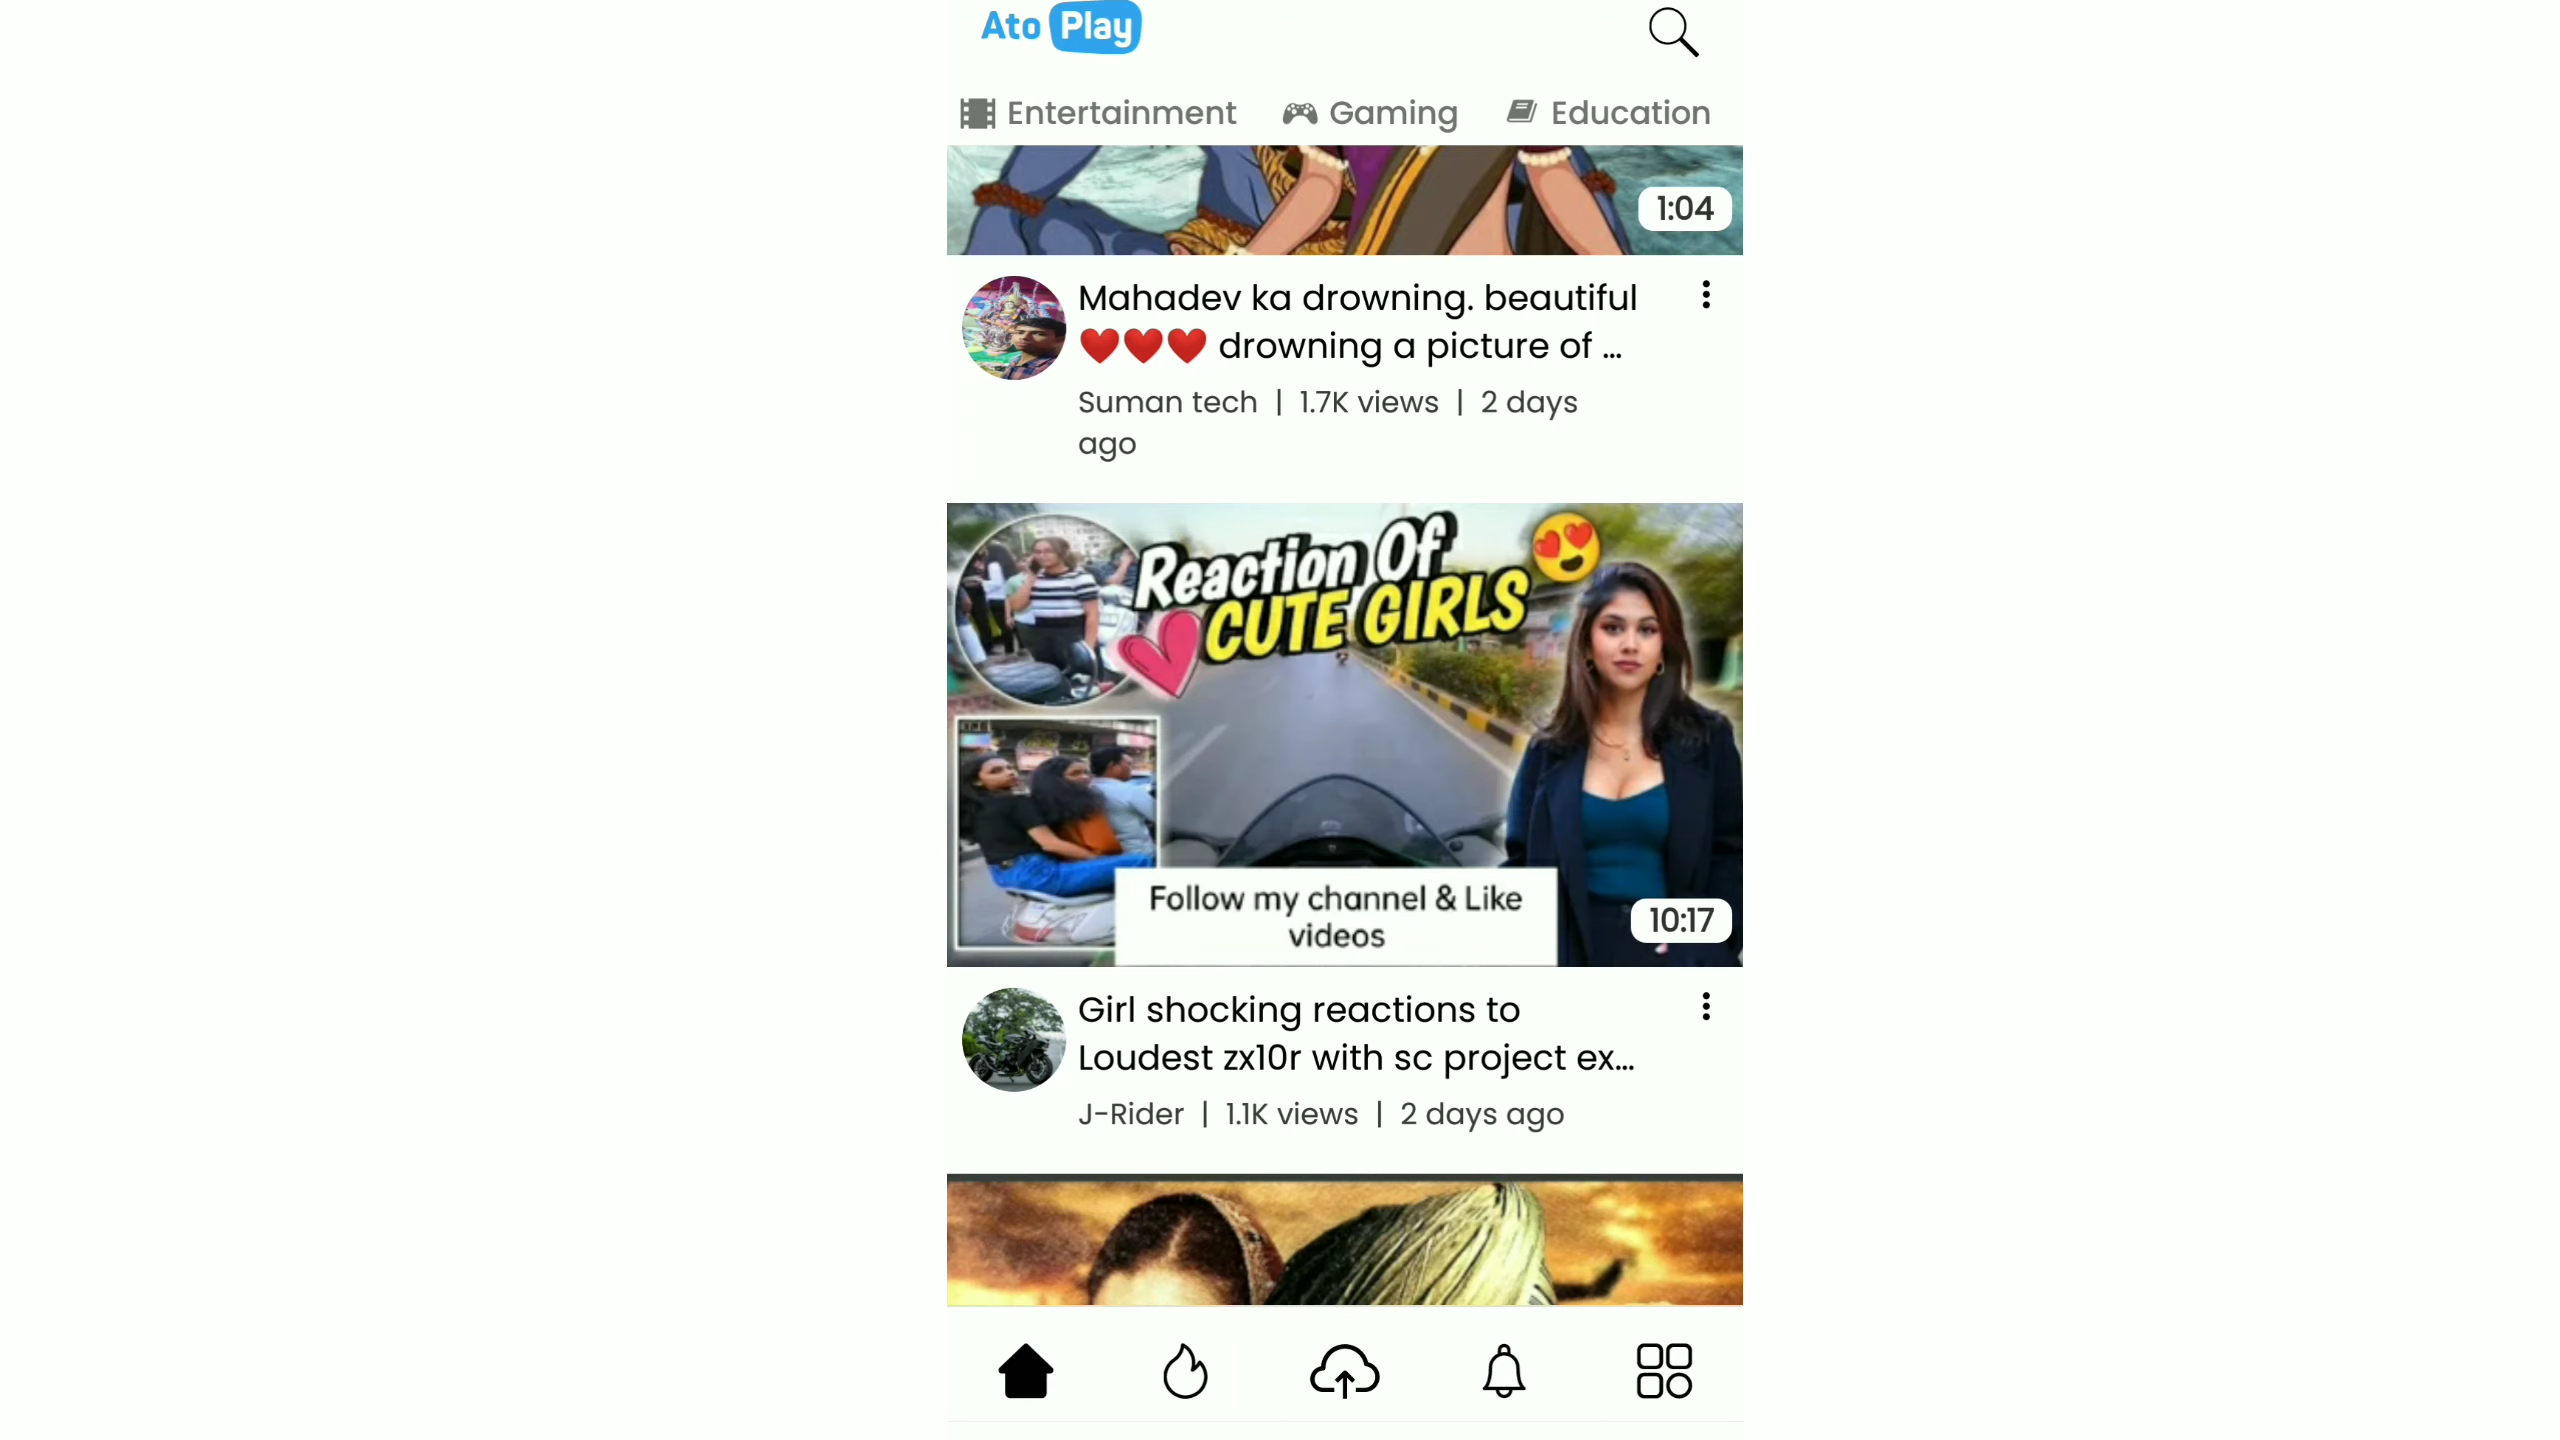 Ato Play
Entertainment Gaming Education
1:04
Mahadev ka drowning. beautiful
❤️❤️❤️ drowning a picture of ...
Suman tech | 1.7K views | 2 days
ago
Reaction Of
CUTE GIRLS
Follow my channel & Like
videos
10:17
Girl shocking reactions to
Loudest zx10r with sc project ex...
J-Rider | 1.1K views | 2 days ago